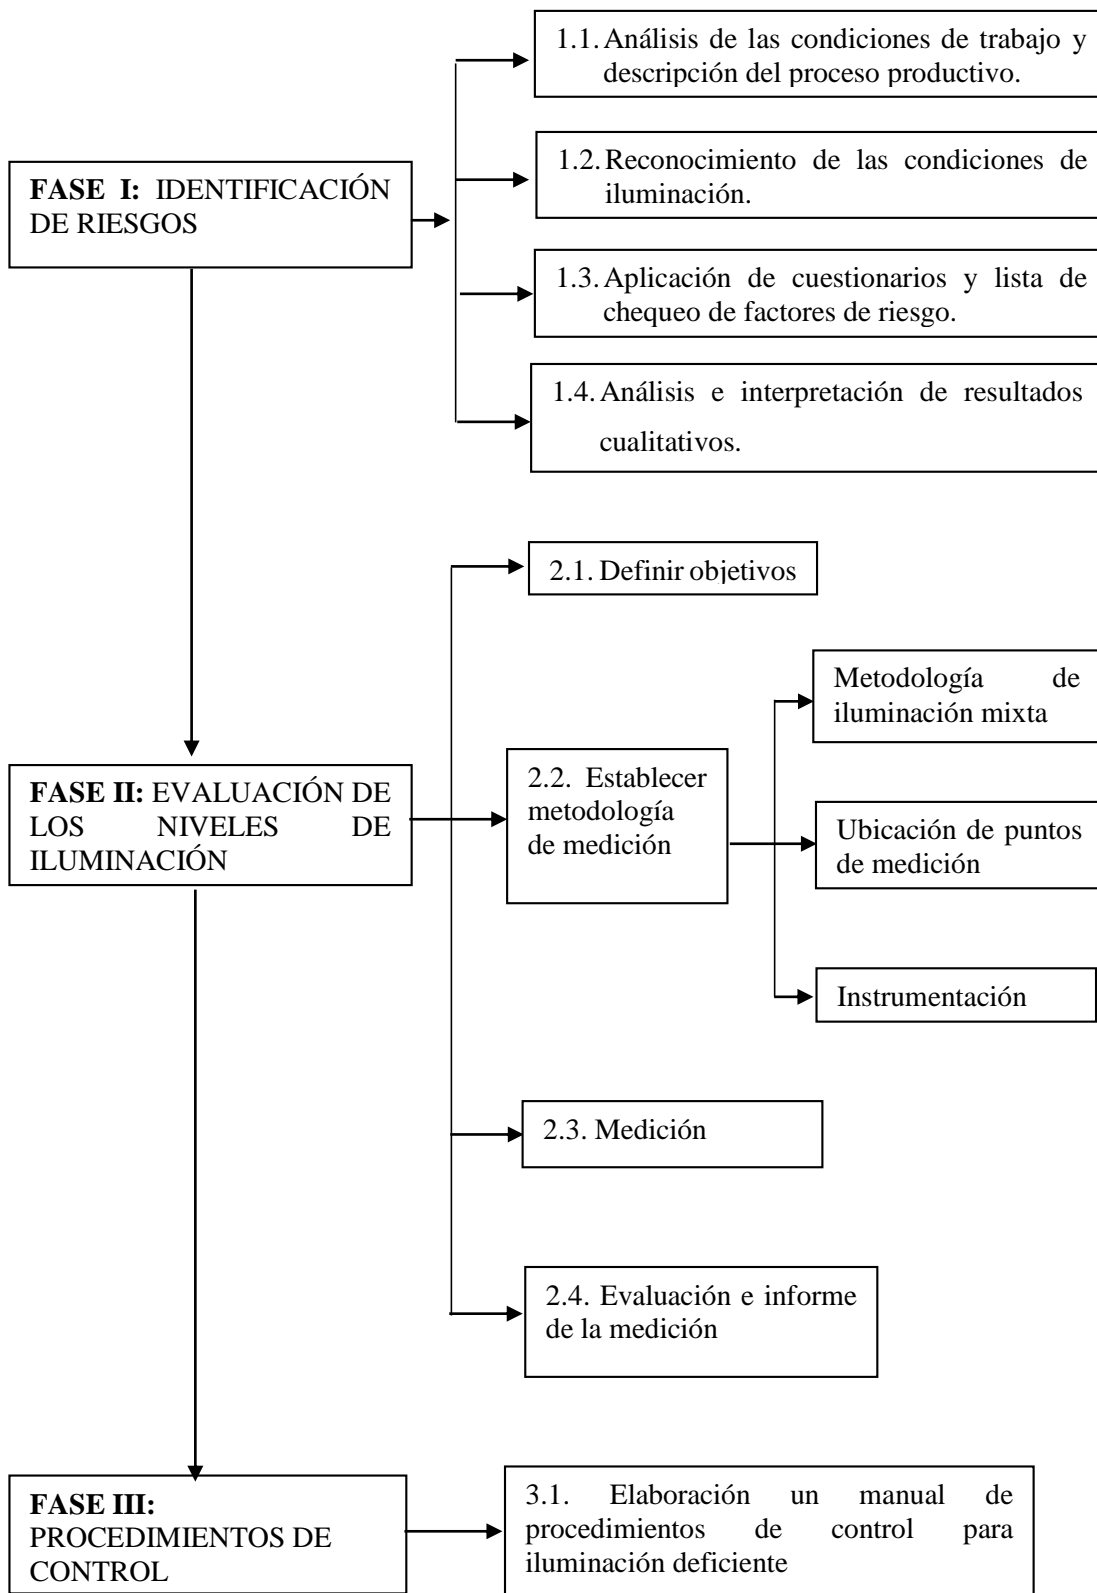 1.1. Análisis de las condiciones de trabajo y
descripción del proceso productivo.
1.2. Reconocimiento de las condiciones de
iluminación.
FASE I: IDENTIFICACIÓN
DE RIESGOS
1.3. Aplicación de cuestionarios y lista de
chequeo de factores de riesgo.
1.4. Análisis e interpretación de resultados
cualitativos.
2.1. Definir objetivos
Metodología de
iluminación mixta
FASE II: EVALUACIÓN DE
LOS NIVELES DE
ILUMINACIÓN
2.2. Establecer
metodología
de medición
Ubicación de puntos
de medición
Instrumentación
2.3. Medición
2.4. Evaluación e informe
de la medición
FASE III:
PROCEDIMIENTOS DE
CONTROL
3.1. Elaboración un manual de
procedimientos de control para
iluminación deficiente